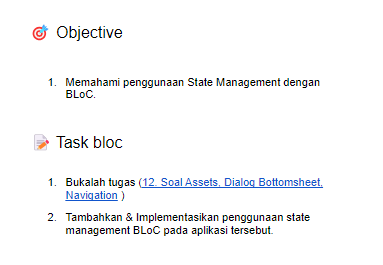 🎯 Objective
1. Memahami penggunaan State Management dengan
BLoC.
📝 Task bloc
1. Bukalah tugas (12. Soal Assets, Dialog Bottomsheet,
Navigation )
2. Tambahkan & Implementasikan penggunaan state
management BLoC pada aplikasi tersebut.